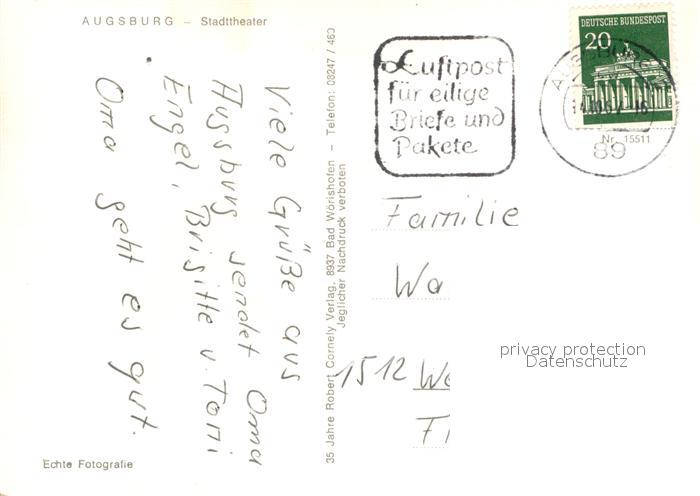 AUGSBURG – Stadttheater
Viele Grüße aus
Augsburg sendet Oma
Engel, Brigitte u. Toni
Oma geht es gut.
Echte Fotografie
35 Jahre Robert Cornely Verlag, 8937 Bad Wörishofen – Telefon: 08247 / 460
Jeglicher Nachdruck verboten
Luftpost
für eilige
Briefe und
Pakete
DEUTSCHE BUNDESPOST
20
89
Nr. 15511
Familie
Wa
1512 We
privacy protection
Datenschutz